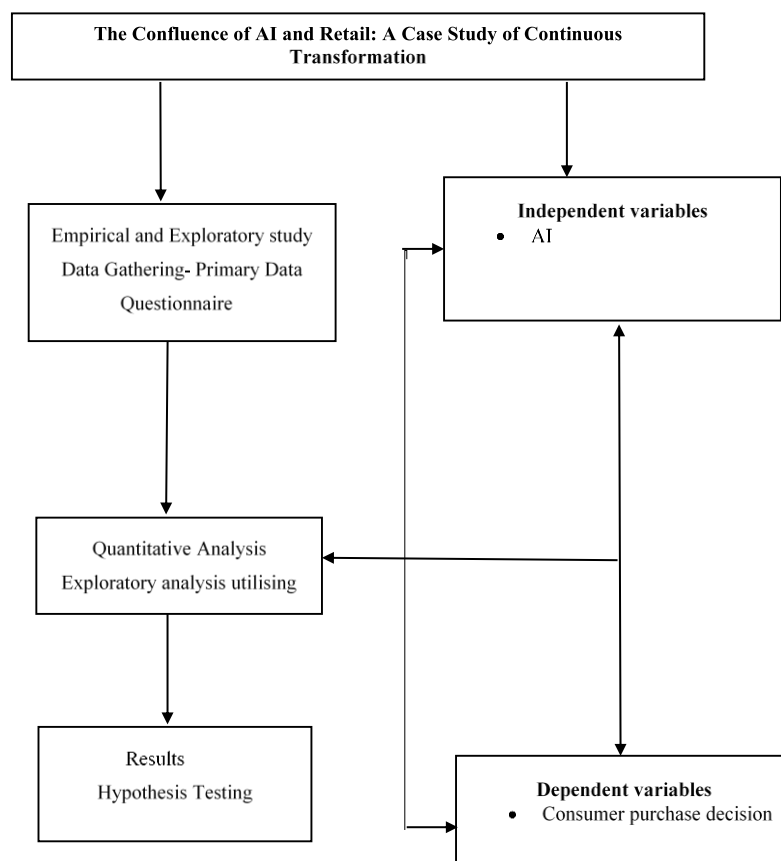 The Confluence of AI and Retail: A Case Study of Continuous
Transformation
Empirical and Exploratory study
Data Gathering- Primary Data
Questionnaire
Independent variables
• AI
Quantitative Analysis
Exploratory analysis utilising
Results
Hypothesis Testing
Dependent variables
• Consumer purchase decision